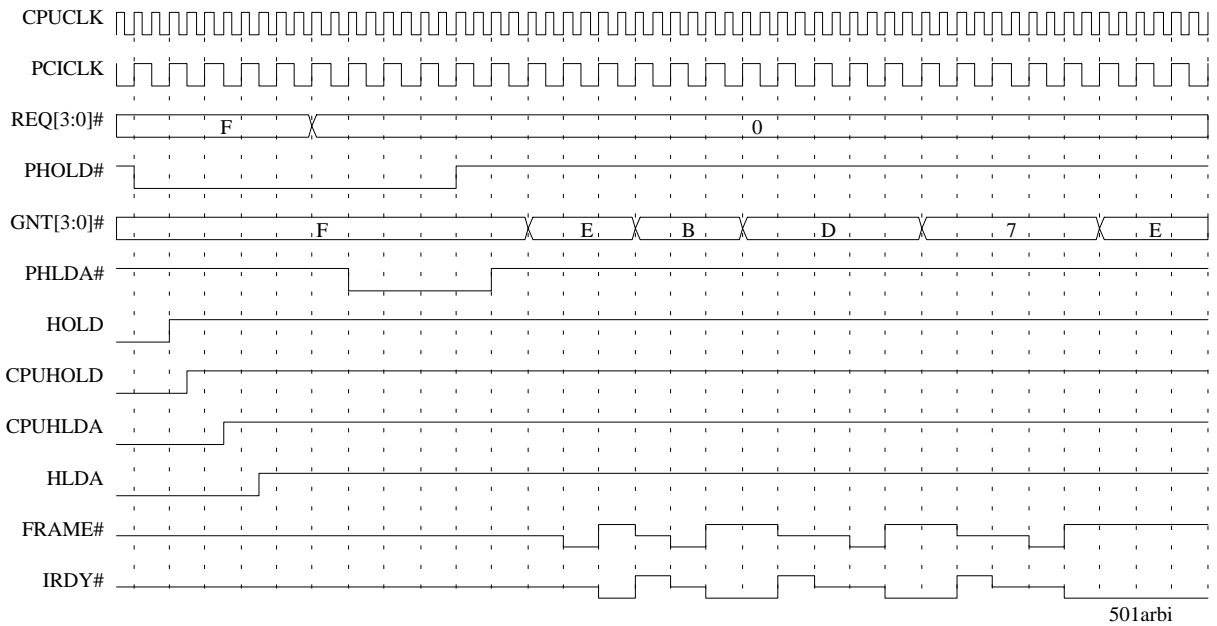 CPUCLK
PCICLK
REQ[3:0]# F 0
PHOLD#
GNT[3:0]# F E B D 7 E
PHLDA#
HOLD
CPUHOLD
CPUHLDA
HLDA
FRAME#
IRDY#
501arbi